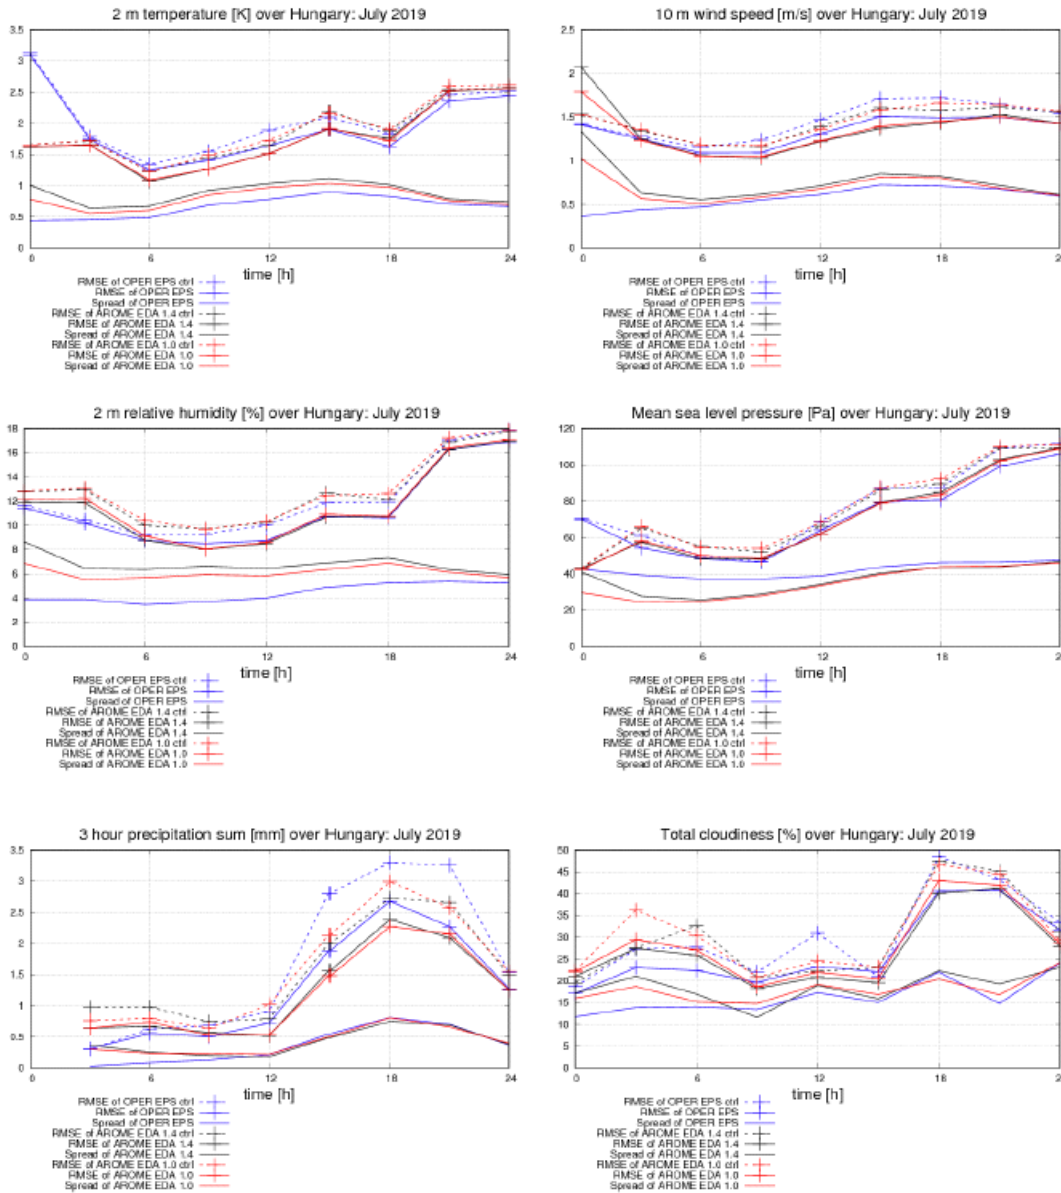 2 m temperature [K] over Hungary: July 2019
3.5
3
2.5
2
1.5
1
0.5
0
0 6 12 18 24
time [h]
RMSE of OPER EPS ctrl
RMSE of OPER EPS
Spread of OPER EPS
RMSE of AROME EDA 1.4 ctrl
RMSE of AROME EDA 1.4
Spread of AROME EDA 1.4
RMSE of AROME EDA 1.0 ctrl
RMSE of AROME EDA 1.0
Spread of AROME EDA 1.0
10 m wind speed [m/s] over Hungary: July 2019
2.5
2
1.5
1
0.5
0
0 6 12 18 2
time [h]
RMSE of OPER EPS ctrl
RMSE of OPER EPS
Spread of OPER EPS
RMSE of AROME EDA 1.4 ctrl
RMSE of AROME EDA 1.4
Spread of AROME EDA 1.4
RMSE of AROME EDA 1.0 ctrl
RMSE of AROME EDA 1.0
Spread of AROME EDA 1.0
2 m relative humidity [%] over Hungary: July 2019
18
16
14
12
10
8
6
4
2
0
0 6 12 18 24
time [h]
RMSE of OPER EPS ctrl
RMSE of OPER EPS
Spread of OPER EPS
RMSE of AROME EDA 1.4 ctrl
RMSE of AROME EDA 1.4
Spread of AROME EDA 1.4
RMSE of AROME EDA 1.0 ctrl
RMSE of AROME EDA 1.0
Spread of AROME EDA 1.0
Mean sea level pressure [Pa] over Hungary: July 2019
120
100
80
60
40
20
0
0 6 12 18 2
time [h]
RMSE of OPER EPS ctrl
RMSE of OPER EPS
Spread of OPER EPS
RMSE of AROME EDA 1.4 ctrl
RMSE of AROME EDA 1.4
Spread of AROME EDA 1.4
RMSE of AROME EDA 1.0 ctrl
RMSE of AROME EDA 1.0
Spread of AROME EDA 1.0
3 hour precipitation sum [mm] over Hungary: July 2019
3.5
3
2.5
2
1.5
1
0.5
0
0 6 12 18 24
time [h]
RMSE of OPER EPS ctrl
RMSE of OPER EPS
Spread of OPER EPS
RMSE of AROME EDA 1.4 ctrl
RMSE of AROME EDA 1.4
Spread of AROME EDA 1.4
RMSE of AROME EDA 1.0 ctrl
RMSE of AROME EDA 1.0
Spread of AROME EDA 1.0
Total cloudiness [%] over Hungary: July 2019
50
45
40
35
30
25
20
15
10
5
0
0 6 12 18 2
time [h]
RMSE of OPER EPS ctrl
RMSE of OPER EPS
Spread of OPER EPS
RMSE of AROME EDA 1.4 ctrl
RMSE of AROME EDA 1.4
Spread of AROME EDA 1.4
RMSE of AROME EDA 1.0 ctrl
RMSE of AROME EDA 1.0
Spread of AROME EDA 1.0